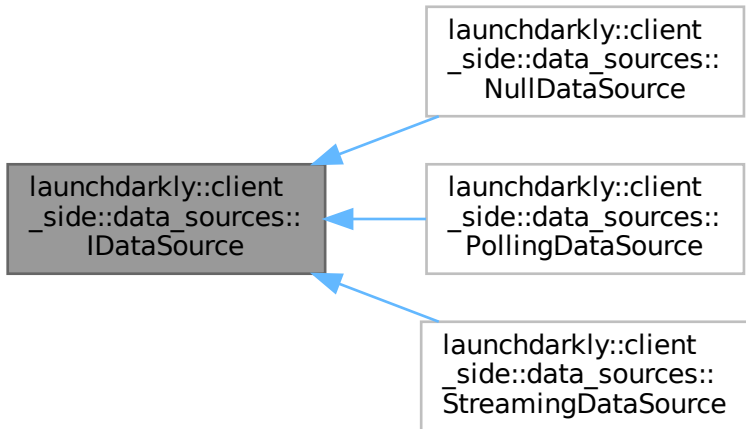 launchdarkly::client
_side::data_sources::
NullDataSource
launchdarkly::client
_side::data_sources::
IDataSource
launchdarkly::client
_side::data_sources::
PollingDataSource
launchdarkly::client
_side::data_sources::
StreamingDataSource